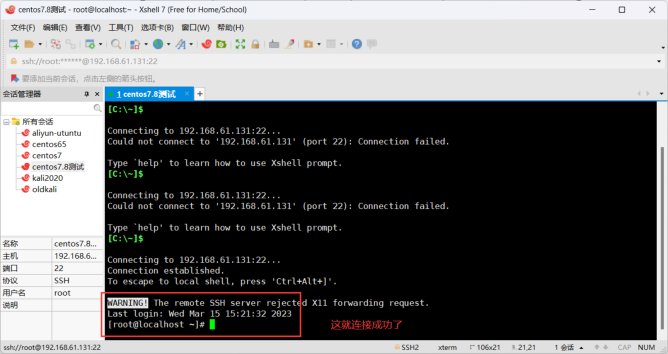 centos7.8测试 - root@localhost:~ - Xshell 7 (Free for Home/School)
文件(F) 编辑(E) 查看(V) 工具(T) 选项卡(B) 窗口(W) 帮助(H)
ssh://root:******@192.168.61.131:22
要添加当前会话，点击左侧的箭头按钮。
会话管理器
1 centos7.8测试
所有会话
aliyun-utuntu
centos65
centos7
centos7.8测试
kali2020
oldkali
名称 centos7.8...
主机 192.168.6...
端口 22
协议 SSH
用户名 root
说明
[C:\~]$
Connecting to 192.168.61.131:22...
Could not connect to '192.168.61.131' (port 22): Connection failed.
Type `help' to learn how to use Xshell prompt.
[C:\~]$
Connecting to 192.168.61.131:22...
Could not connect to '192.168.61.131' (port 22): Connection failed.
Type `help' to learn how to use Xshell prompt.
[C:\~]$
Connecting to 192.168.61.131:22...
Connection established.
To escape to local shell, press 'Ctrl+Alt+]'.
WARNING! The remote SSH server rejected X11 forwarding request.
Last login: Wed Mar 15 15:21:32 2023
[root@localhost ~]#
这就连接成功了
ssh://root@192.168.61.131:22
SSH2
xterm
106x21
21,21
1 会话
CAP NUM